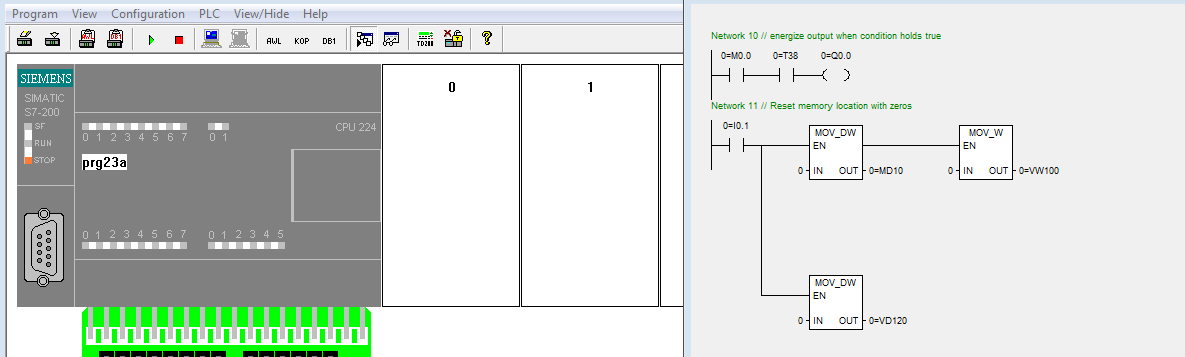 Program View Configuration PLC View/Hide Help
AWL KOP DB1 TD200 ?
SIEMENS
SIMATIC
S7-200
SF
RUN
STOP
0 1 2 3 4 5 6 7 0 1 CPU 224
prg23a
0 1 2 3 4 5 6 7 0 1 2 3 4 5
0 1
Network 10 // energize output when condition holds true
0=M0.0 0=T38 0=Q0.0
Network 11 // Reset memory location with zeros
0=I0.1 MOV_DW MOV_W
EN EN
0 IN OUT 0=MD10 0 IN OUT 0=VW100
MOV_DW
EN
0 IN OUT 0=VD120